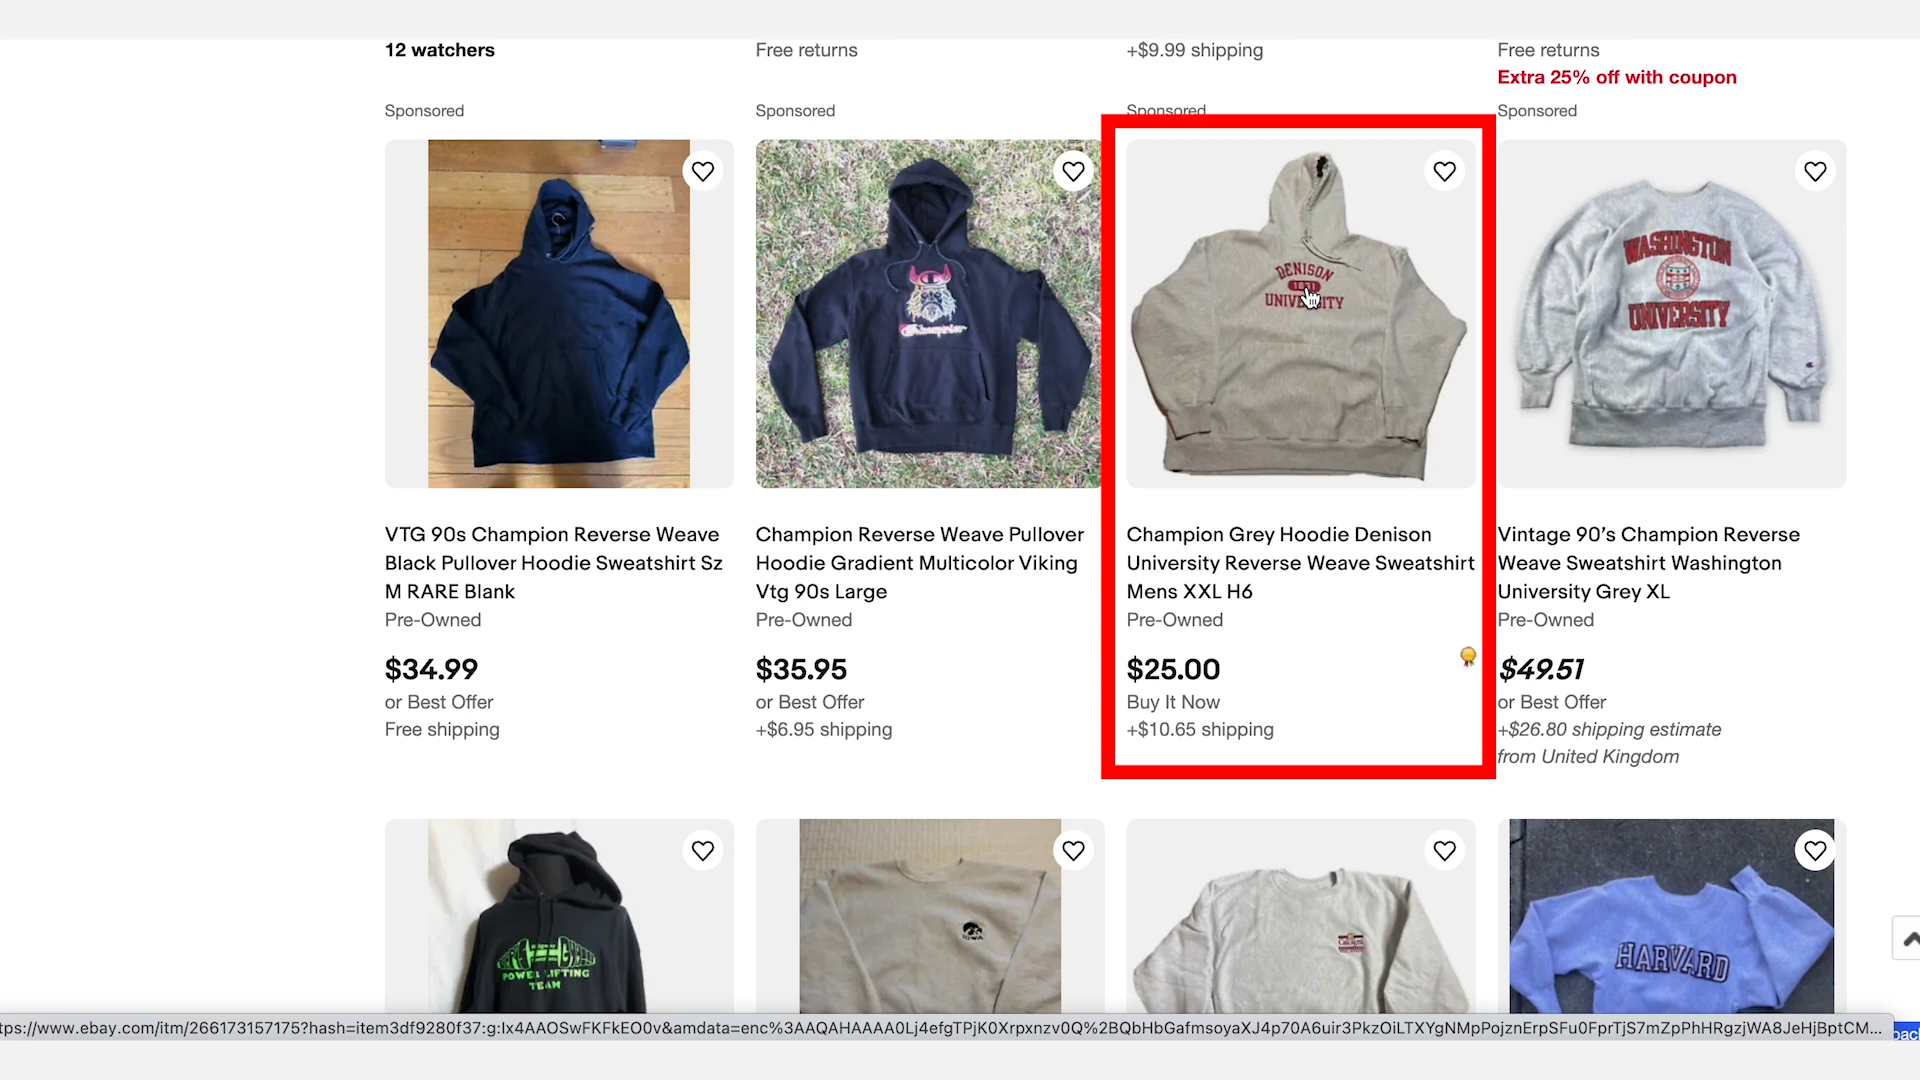 12 watchers
Free returns
+$9.99 shipping
Free returns
Extra 25% off with coupon
Sponsored
Sponsored
Sponsored
Sponsored
DENISON
UNIVERSITY
WASHINGTON
UNIVERSITY
Champion
VTG 90s Champion Reverse Weave
Black Pullover Hoodie Sweatshirt Sz
M RARE Blank
Pre-Owned
$34.99
or Best Offer
Free shipping
Champion Reverse Weave Pullover
Hoodie Gradient Multicolor Viking
Vtg 90s Large
Pre-Owned
$35.95
or Best Offer
+$6.95 shipping
Champion Grey Hoodie Denison
University Reverse Weave Sweatshirt
Mens XXL H6
Pre-Owned
$25.00
Buy It Now
+$10.65 shipping
Vintage 90’s Champion Reverse
Weave Sweatshirt Washington
University Grey XL
Pre-Owned
$49.51
or Best Offer
+$26.80 shipping estimate
from United Kingdom
POWER LIFTING
TEAM
IOWA
HARVARD
tps://www.ebay.com/itm/266173157175?hash=item3df9280f37:g:Ix4AAOSwFKFkEO0v&amdata=enc%3AAQAHAAAA0Lj4efgTPjK0Xrpxnzv0Q%2BQbHbGafmsoyaXJ4p70A6uir3PkzOiLTXYgNMpPojznErpSFu0FprTjS7mZpPhHRgzjWA8JeHjBptCM...